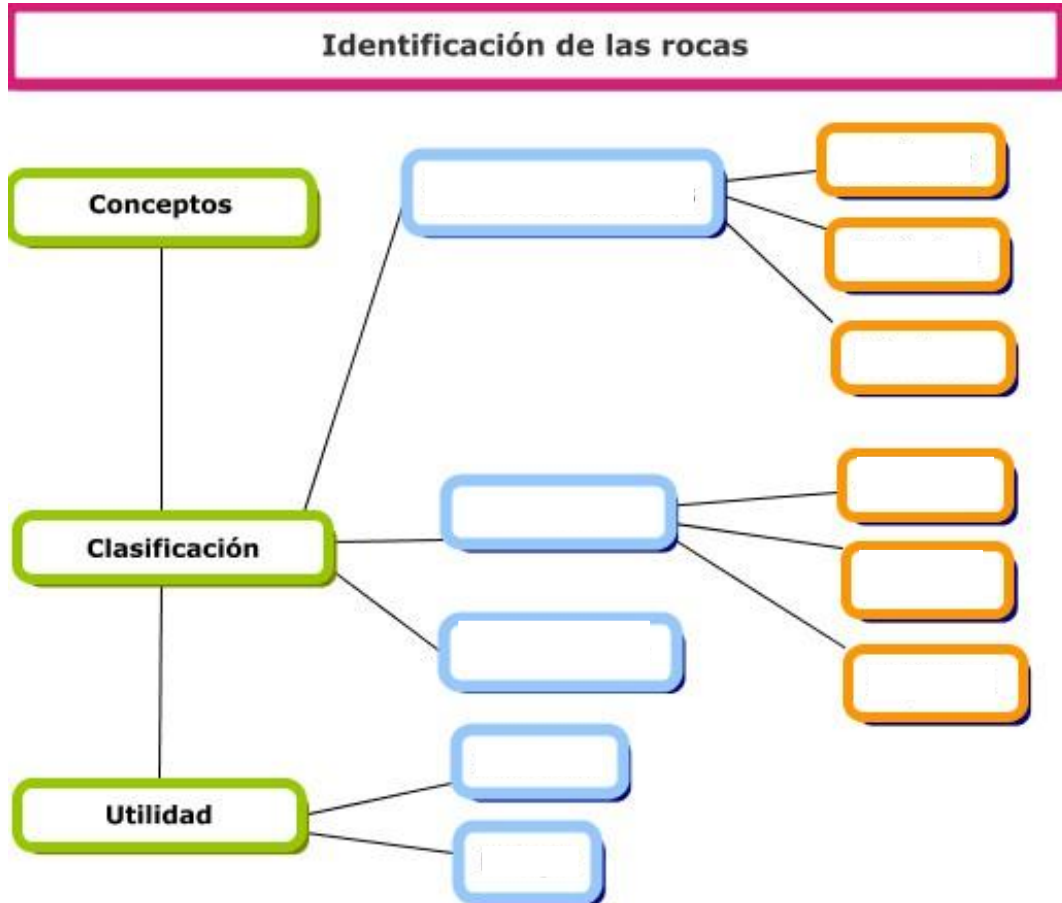 Identificación de las rocas
Conceptos
Clasificación
Utilidad